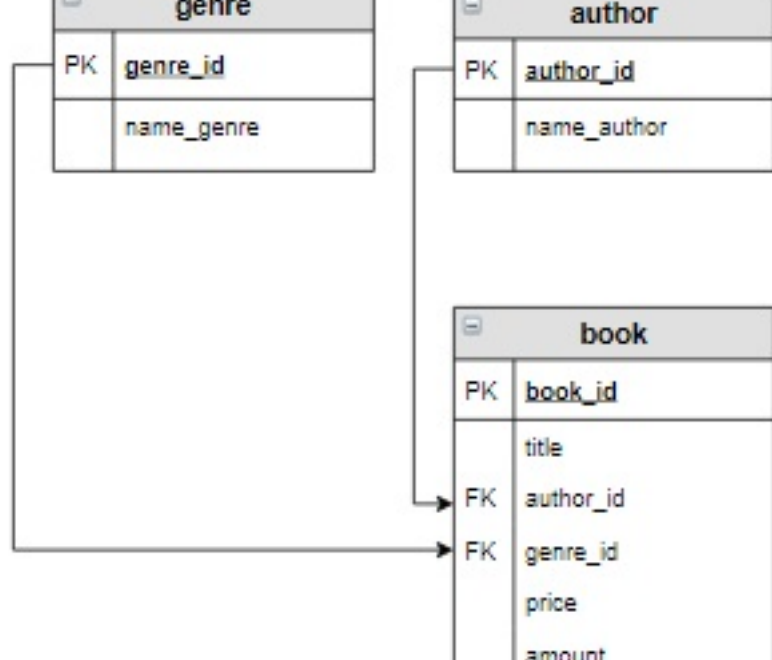 genre
PK genre_id
name_genre
author
PK author_id
name_author
book
PK book_id
title
FK author_id
FK genre_id
price
amount